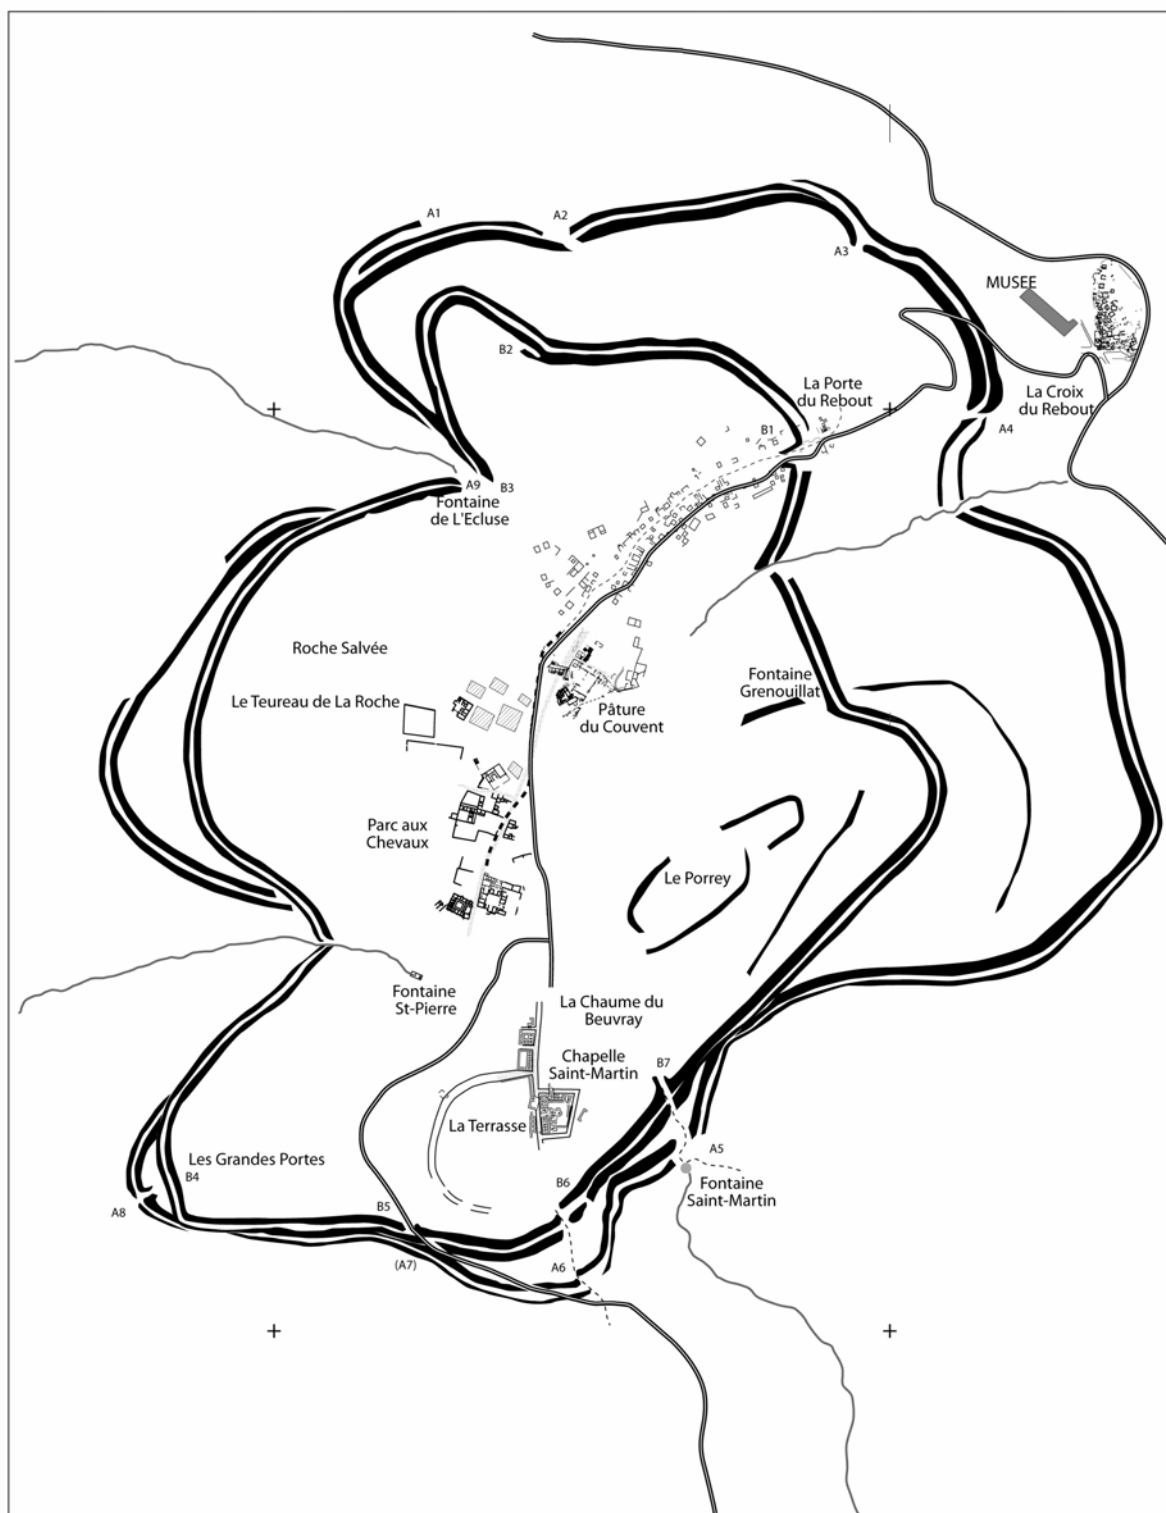 A1
A2
A3
MUSEE
B2
La Porte
du Rebout
La Croix
du Rebout
B1
A4
A9
B3
Fontaine
de L'Ecluse
Roche Salvée
Le Teureau de La Roche
Fontaine
Grenouillat
Pâture
du Couvent
Parc aux
Chevaux
Le Porrey
Fontaine
St-Pierre
La Chaume du
Beuvray
Chapelle
Saint-Martin
B7
La Terrasse
A5
Les Grandes Portes
B4
Fontaine
Saint-Martin
B6
A8
B5
(A7)
A6